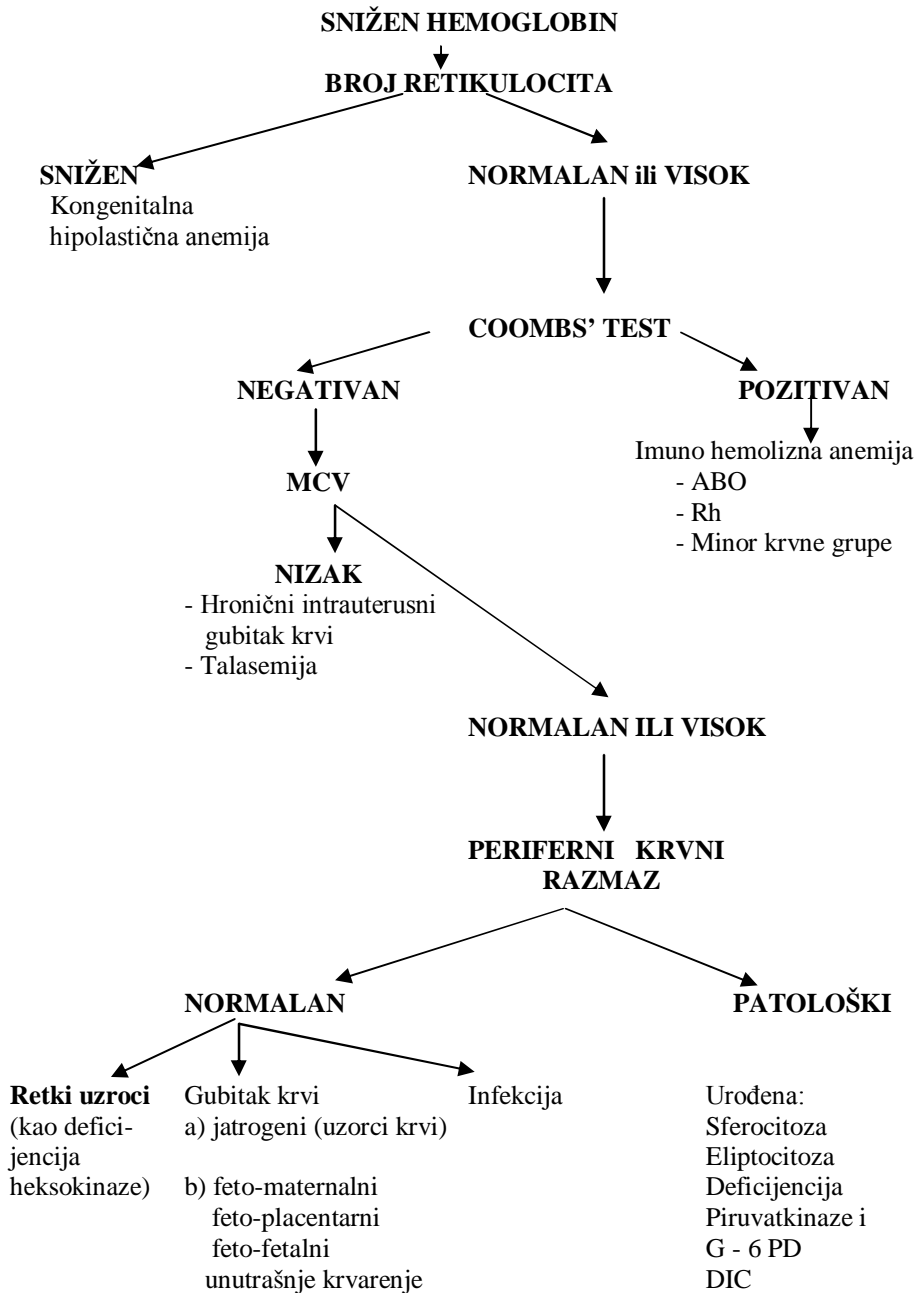 SNIŽEN HEMOGLOBIN
BROJ RETIKULOCITA
SNIŽEN
Kongenitalna
hipolastična anemija
NORMALAN ili VISOK
COOMBS’ TEST
NEGATIVAN
POZITIVAN
Imuno hemolizna anemija
- ABO
- Rh
- Minor krvne grupe
MCV
NIZAK
- Hronični intrauterusni
gubitak krvi
- Talasemija
NORMALAN ILI VISOK
PERIFERNI KRVNI
RAZMAZ
NORMALAN
PATOLOŠKI
Retki uzroci
(kao defici-
jencija
heksokinaze)
Gubitak krvi
a) jatrogeni (uzorci krvi)
b) feto-maternalni
feto-placentarni
feto-fetalni
unutrašnje krvarenje
Infekcija
Urođena:
Sferocitoza
Eliptocitoza
Deficijencija
Piruvatkinaze i
G - 6 PD
DIC